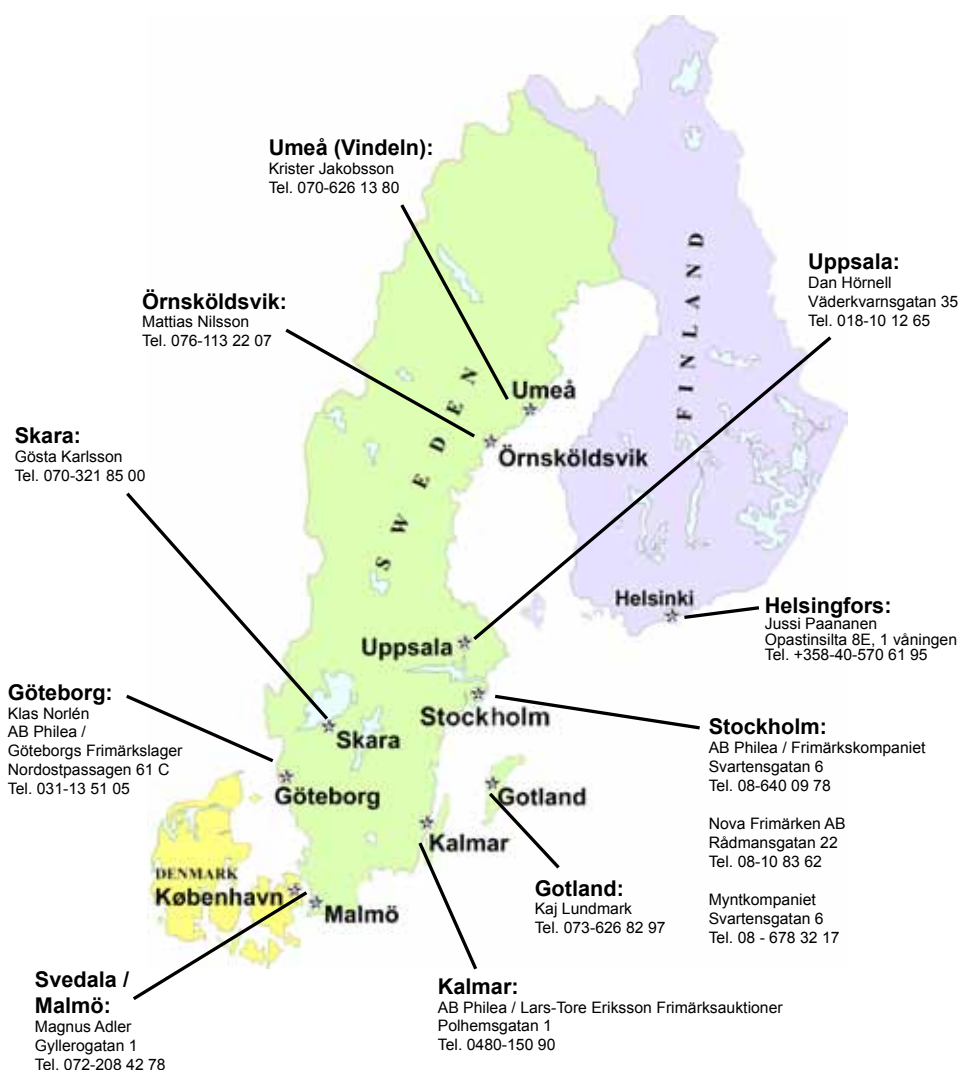 Umeå (Vindeln):
Krister Jakobsson
Tel. 070-626 13 80
Örnsköldsvik:
Mattias Nilsson
Tel. 076-113 22 07
Uppsala:
Dan Hörnell
Väderkvarnsgatan 35
Tel. 018-10 12 65
Skara:
Gösta Karlsson
Tel. 070-321 85 00
FINLAND
SWEDEN
Umeå
Örnsköldsvik
Helsinki
Helsingfors:
Jussi Paananen
Opastinsilta 8E, 1 våningen
Tel. +358-40-570 61 95
Uppsala
Göteborg:
Klas Norlén
AB Philea /
Göteborgs Frimärkslager
Nordostpassagen 61 C
Tel. 031-13 51 05
Stockholm
Skara
Göteborg
Gotland
Kalmar
Stockholm:
AB Philea / Frimärkskompaniet
Svartensgatan 6
Tel. 08-640 09 78
Nova Frimärken AB
Rådmansgatan 22
Tel. 08-10 83 62
Myntkompaniet
Svartensgatan 6
Tel. 08 - 678 32 17
DENMARK
København
Malmö
Gotland:
Kaj Lundmark
Tel. 073-626 82 97
Svedala /
Malmö:
Magnus Adler
Gyllerogatan 1
Tel. 072-208 42 78
Kalmar:
AB Philea / Lars-Tore Eriksson Frimärksauktioner
Polhemsgatan 1
Tel. 0480-150 90